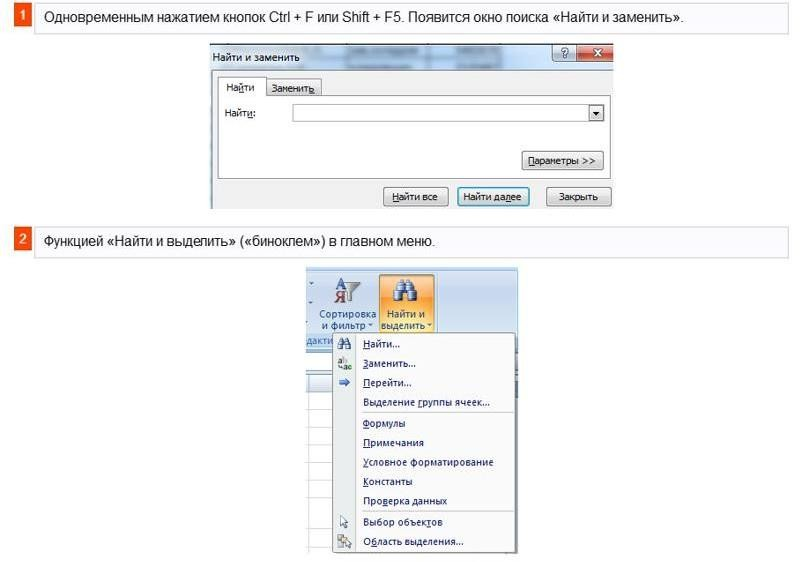 1 Одновременным нажатием кнопок Ctrl + F или Shift + F5. Появится окно поиска «Найти и заменить».
Найти и заменить
Найти Заменить
Найти:
Параметры >>
Найти все Найти далее Закрыть
2 Функцией «Найти и выделить» («биноклем») в главном меню.
Сортировка и фильтр
Найти и выделить
Найти...
Заменить...
Перейти...
Выделение группы ячеек...
Формулы
Примечания
Условное форматирование
Константы
Проверка данных
Выбор объектов
Область выделения...